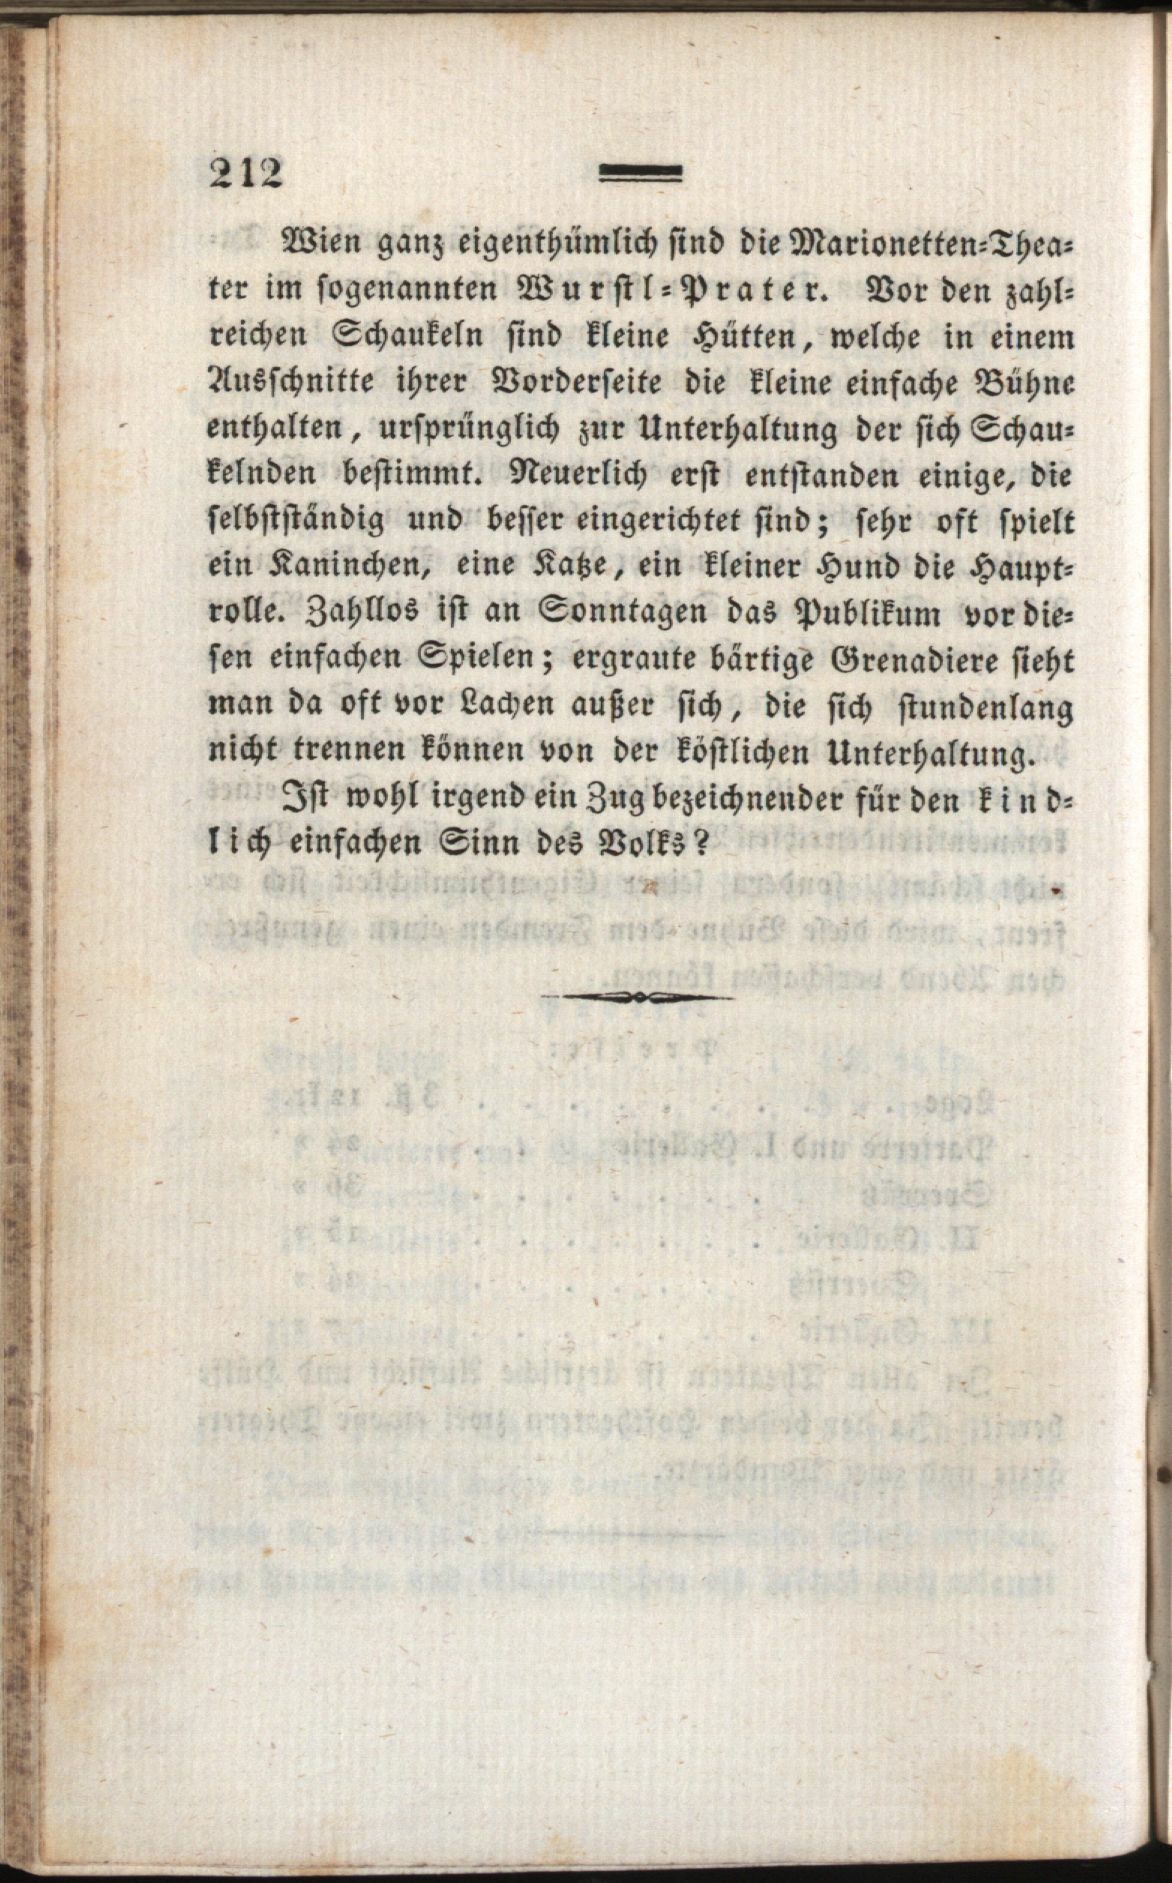 212
Wien ganz eigenthümlich sind die Marionetten-Thea-
ter im sogenannten Wurstl-Prater. Vor den zahl-
reichen Schaukeln sind kleine Hütten, welche in einem
Ausschnitte ihrer Vorderseite die kleine einfache Bühne
enthalten, ursprünglich zur Unterhaltung der sich Schau-
kelnden bestimmt. Neuerlich erst entstanden einige, die
selbstständig und besser eingerichtet sind; sehr oft spielt
ein Kaninchen, eine Katze, ein kleiner Hund die Haupt-
rolle. Zahllos ist an Sonntagen das Publikum vor die-
sen einfachen Spielen; ergraute bärtige Grenadiere sieht
man da oft vor Lachen außer sich, die sich stundenlang
nicht trennen können von der köstlichen Unterhaltung.
Ist wohl irgend ein Zug bezeichnender für den kind-
lich einfachen Sinn des Volks?